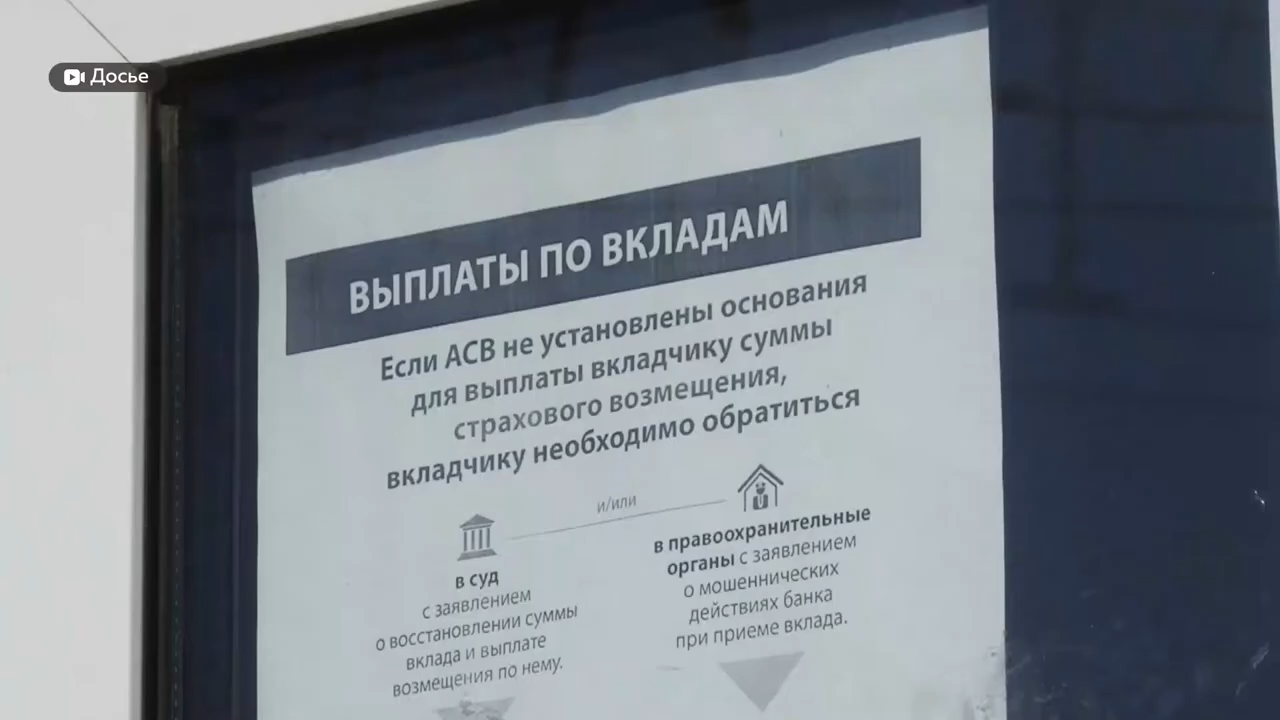 Досье
ВЫПЛАТЫ ПО ВКЛАДАМ
Если АСВ не установлены основания
для выплаты вкладчику суммы
страхового возмещения,
вкладчику необходимо обратиться
и/или
в суд
с заявлением
о восстановлении суммы
вклада и выплате
возмещения по нему.
в правоохранительные
органы с заявлением
о мошеннических
действиях банка
при приеме вклада.